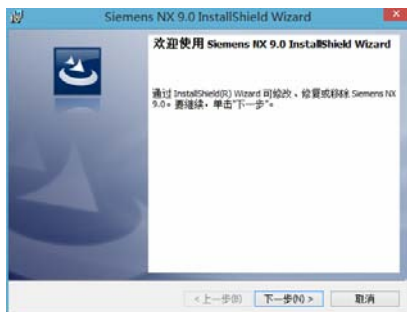 Siemens NX 9.0 InstallShield Wizard
欢迎使用 Siemens NX 9.0 InstallShield Wizard
通过 InstallShield(R) Wizard 可修改、修复或移除 Siemens NX
9.0。要继续，单击“下一步”。
<上一步(B)
下一步(N) >
取消